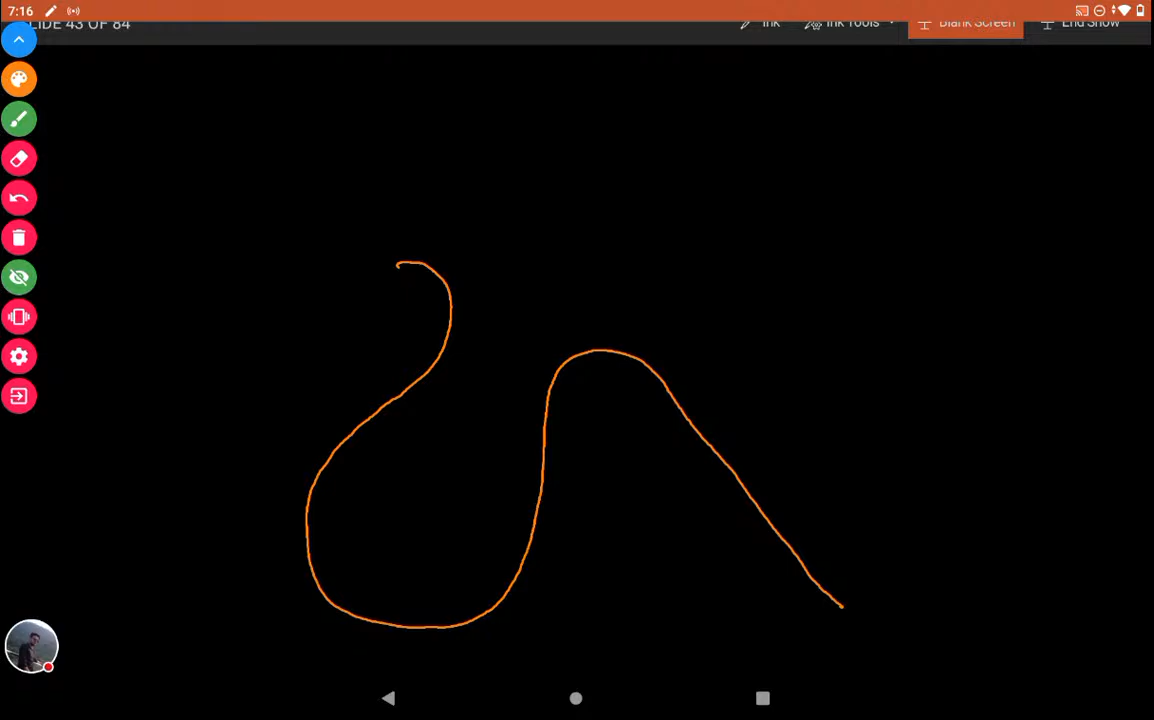 7:16
LIDE 43 OF 84
Ink
Ink Tools
Blank Screen
End Show